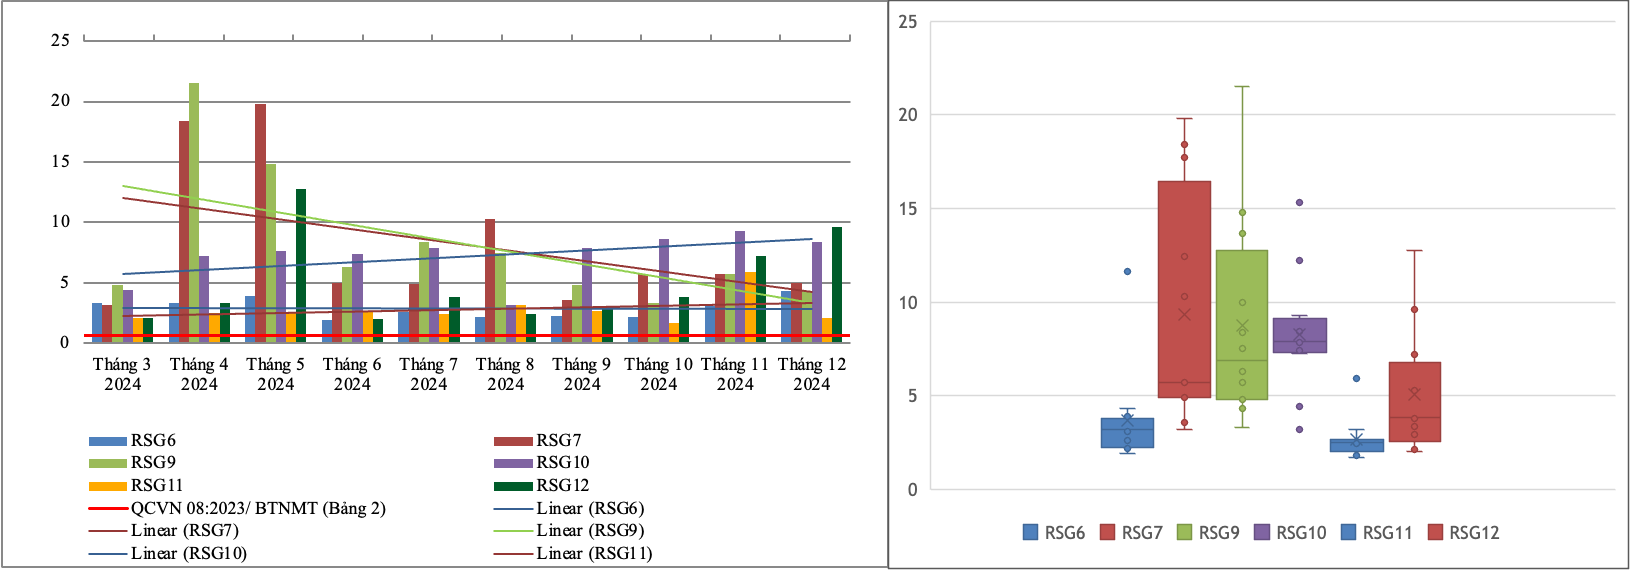 25
20
15
10
5
0
Tháng 3 Tháng 4 Tháng 5 Tháng 6 Tháng 7 Tháng 8 Tháng 9 Tháng 10 Tháng 11 Tháng 12
2024 2024 2024 2024 2024 2024 2024 2024 2024 2024
RSG6 RSG7
RSG9 RSG10
RSG11 RSG12
QCVN 08:2023/ BTNMT (Bảng 2) Linear (RSG6)
Linear (RSG7) Linear (RSG9)
Linear (RSG10) Linear (RSG11)
25
20
15
10
5
0
RSG6 RSG7 RSG9 RSG10 RSG11 RSG12